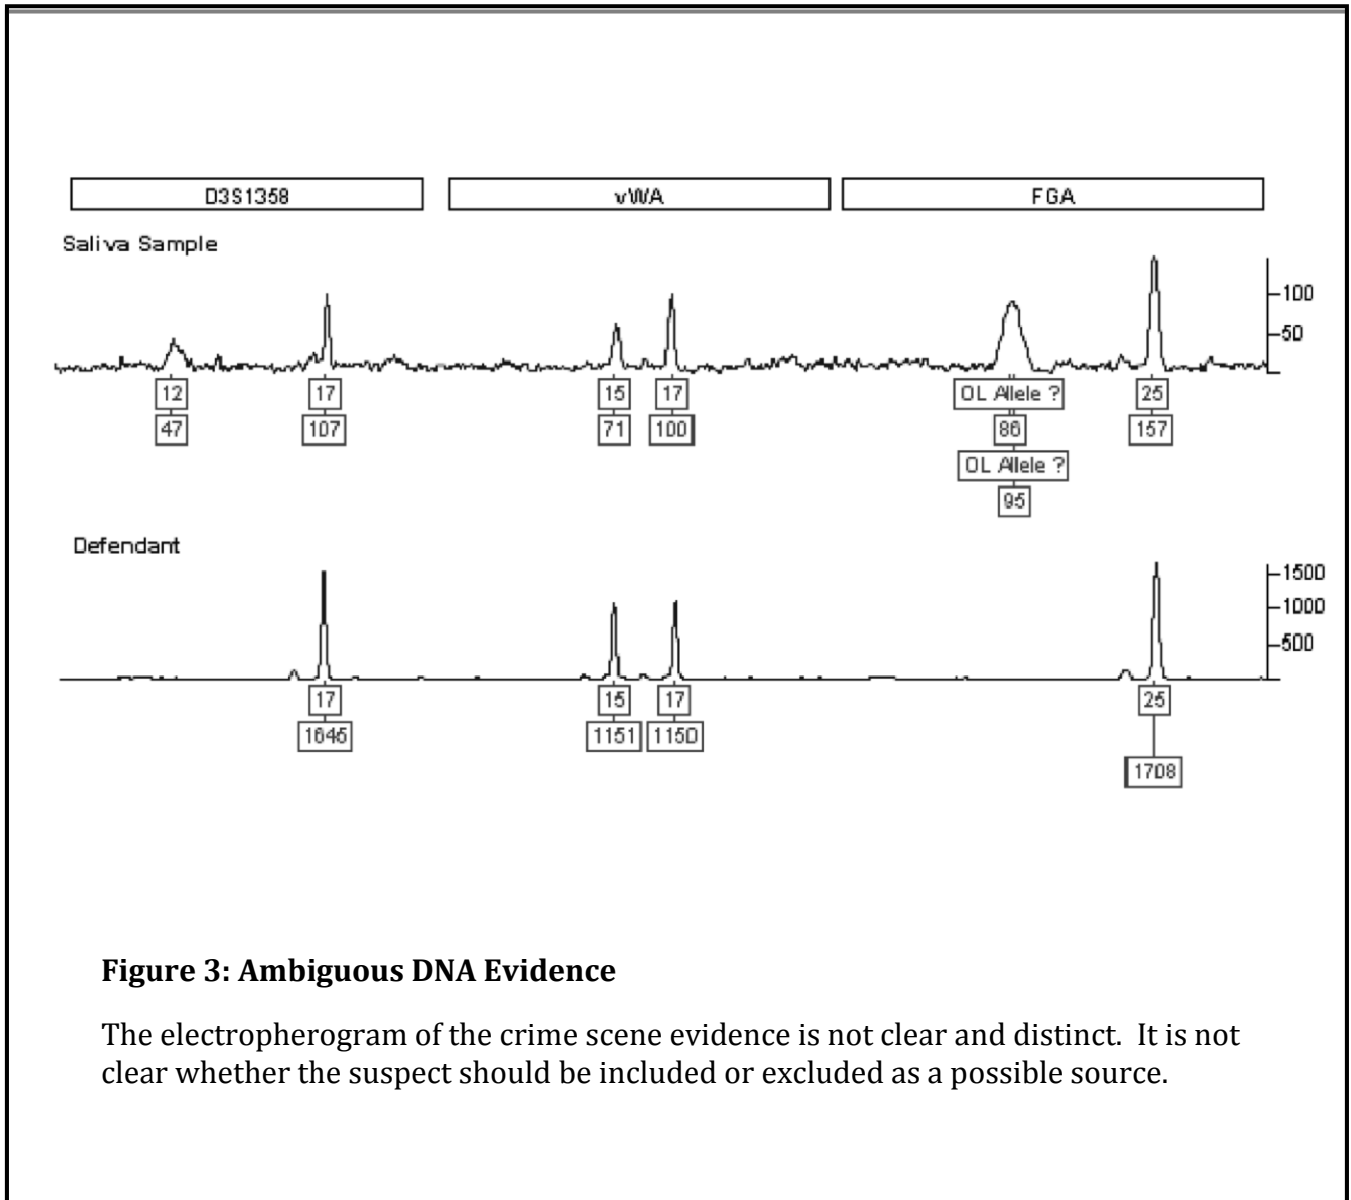 D3S1358 vWA FGA
Saliva Sample
100
50
12 17 15 17 OL Allele ? 25
47 107 71 100 86 157
OL Allele ?
95
Defendant
1500
1000
500
17 15 17 25
1646 1151 1150
1708
Figure 3: Ambiguous DNA Evidence
The electropherogram of the crime scene evidence is not clear and distinct. It is not
clear whether the suspect should be included or excluded as a possible source.